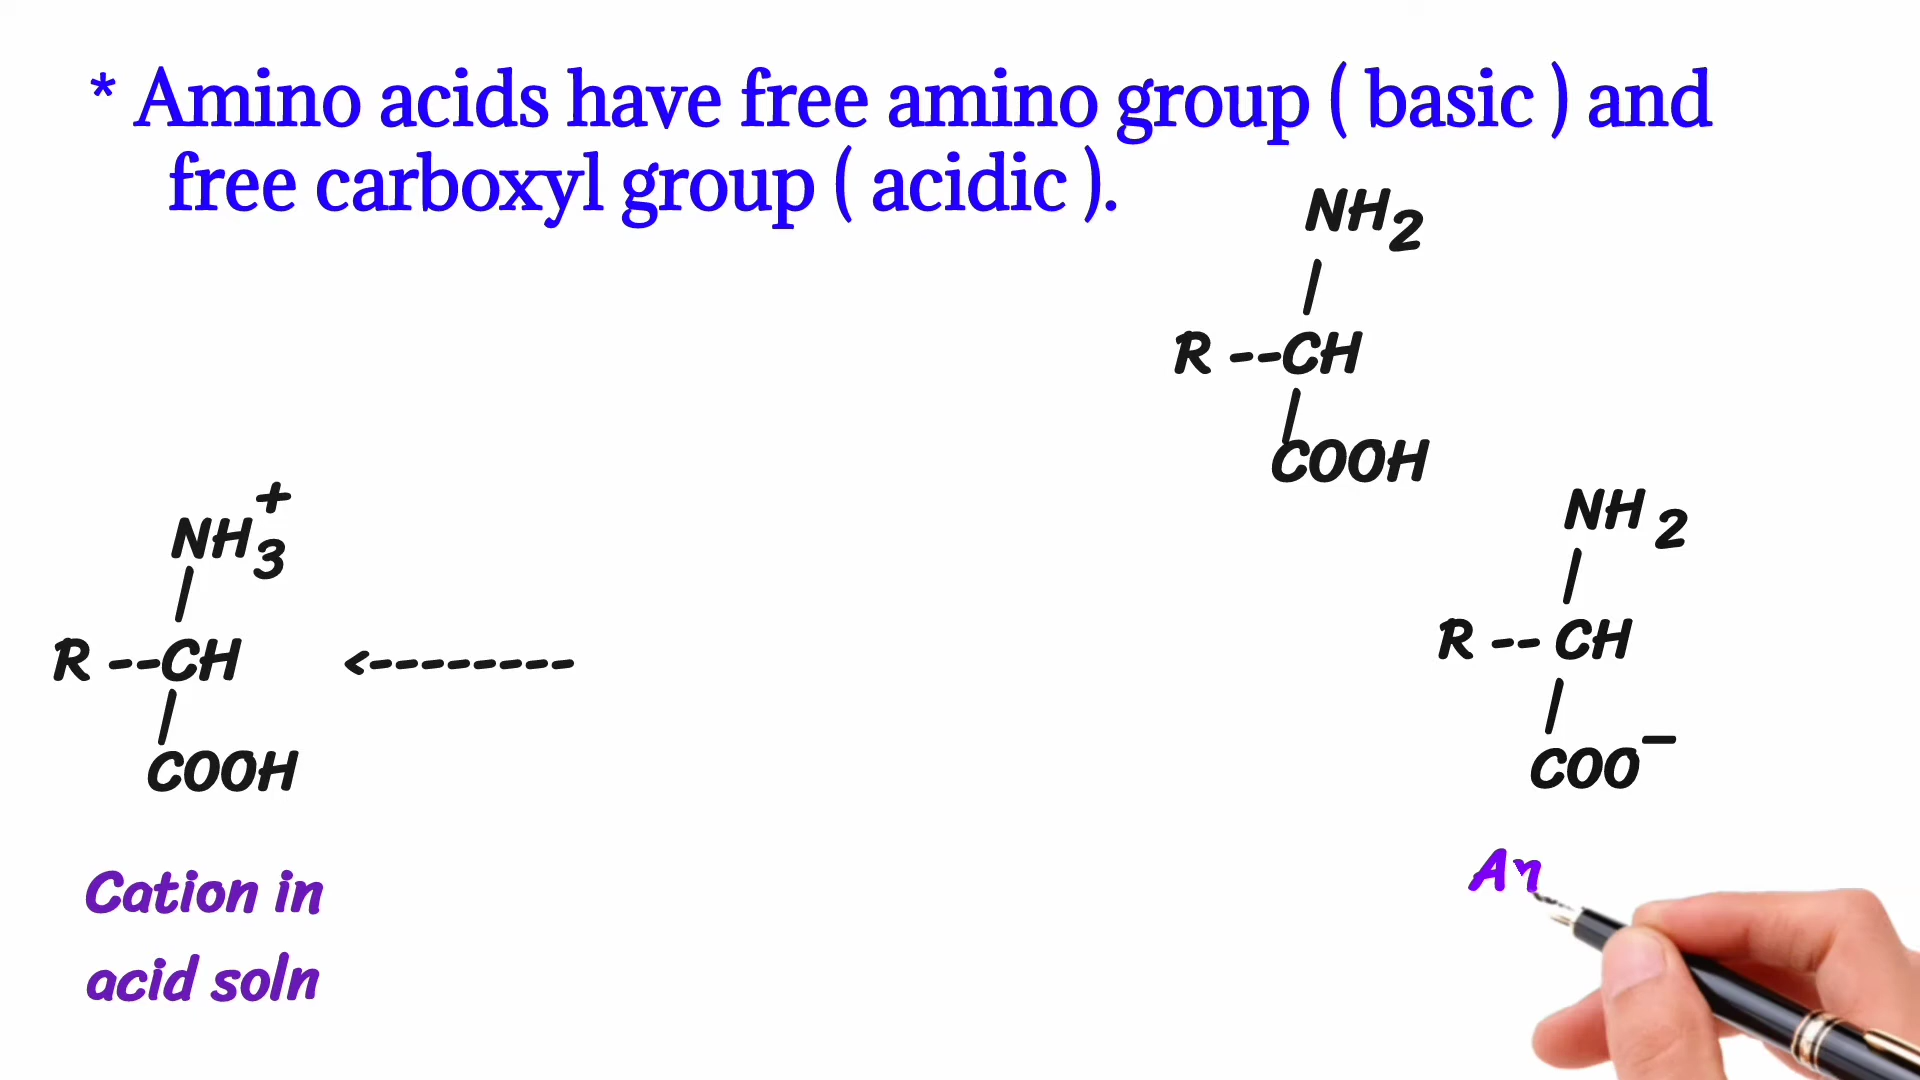 * Amino acids have free amino group ( basic ) and
free carboxyl group ( acidic ).
NH2
R --CH
COOH
NH3+
R --CH <--------
COOH
NH2
R -- CH
COO−
Cation in
acid soln
An